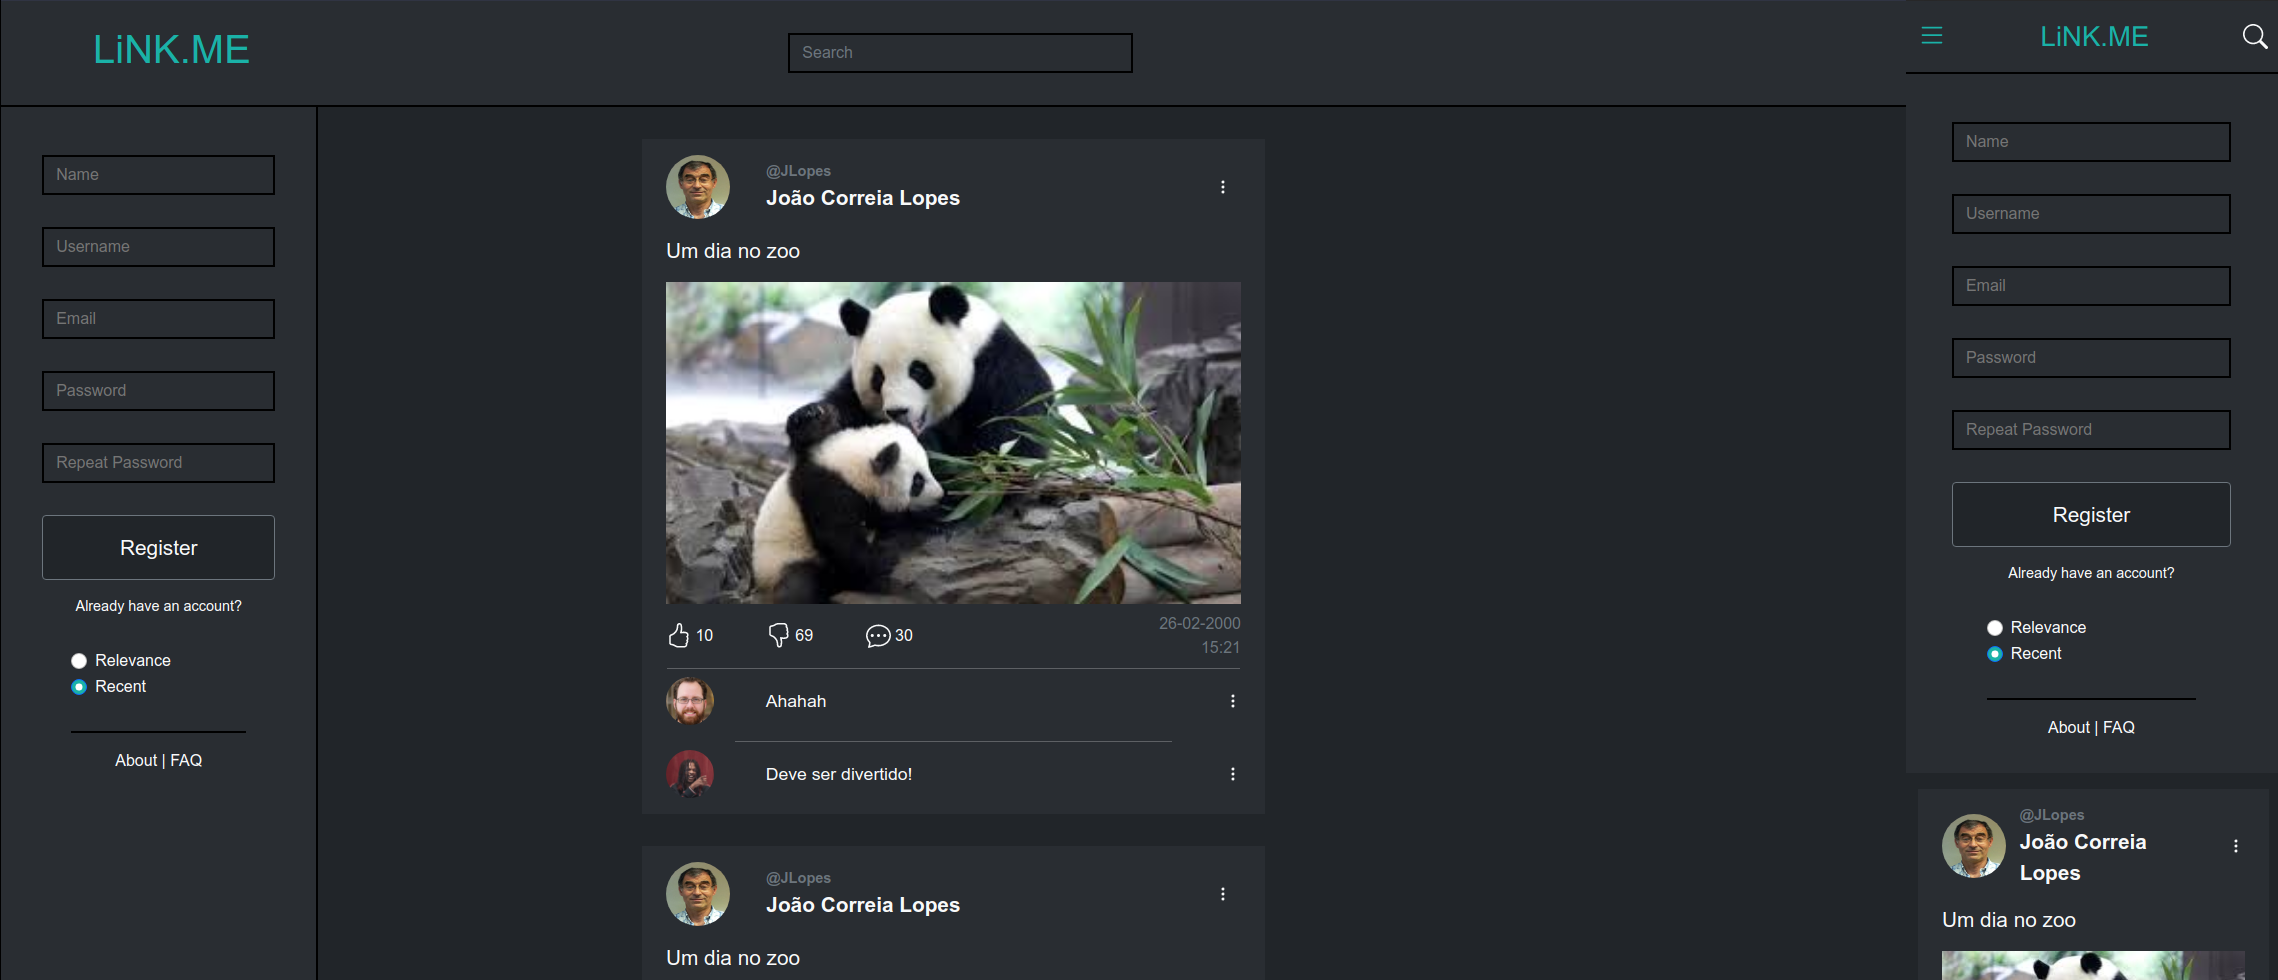 LiNK.ME
Search
Name
Username
Email
Password
Repeat Password
Register
Already have an account?
Relevance
Recent
About | FAQ
@JLopes
João Correia Lopes
Um dia no zoo
10
69
30
26-02-2000
15:21
Ahahah
Deve ser divertido!
@JLopes
João Correia Lopes
Um dia no zoo
LiNK.ME
Name
Username
Email
Password
Repeat Password
Register
Already have an account?
Relevance
Recent
About | FAQ
@JLopes
João Correia
Lopes
Um dia no zoo